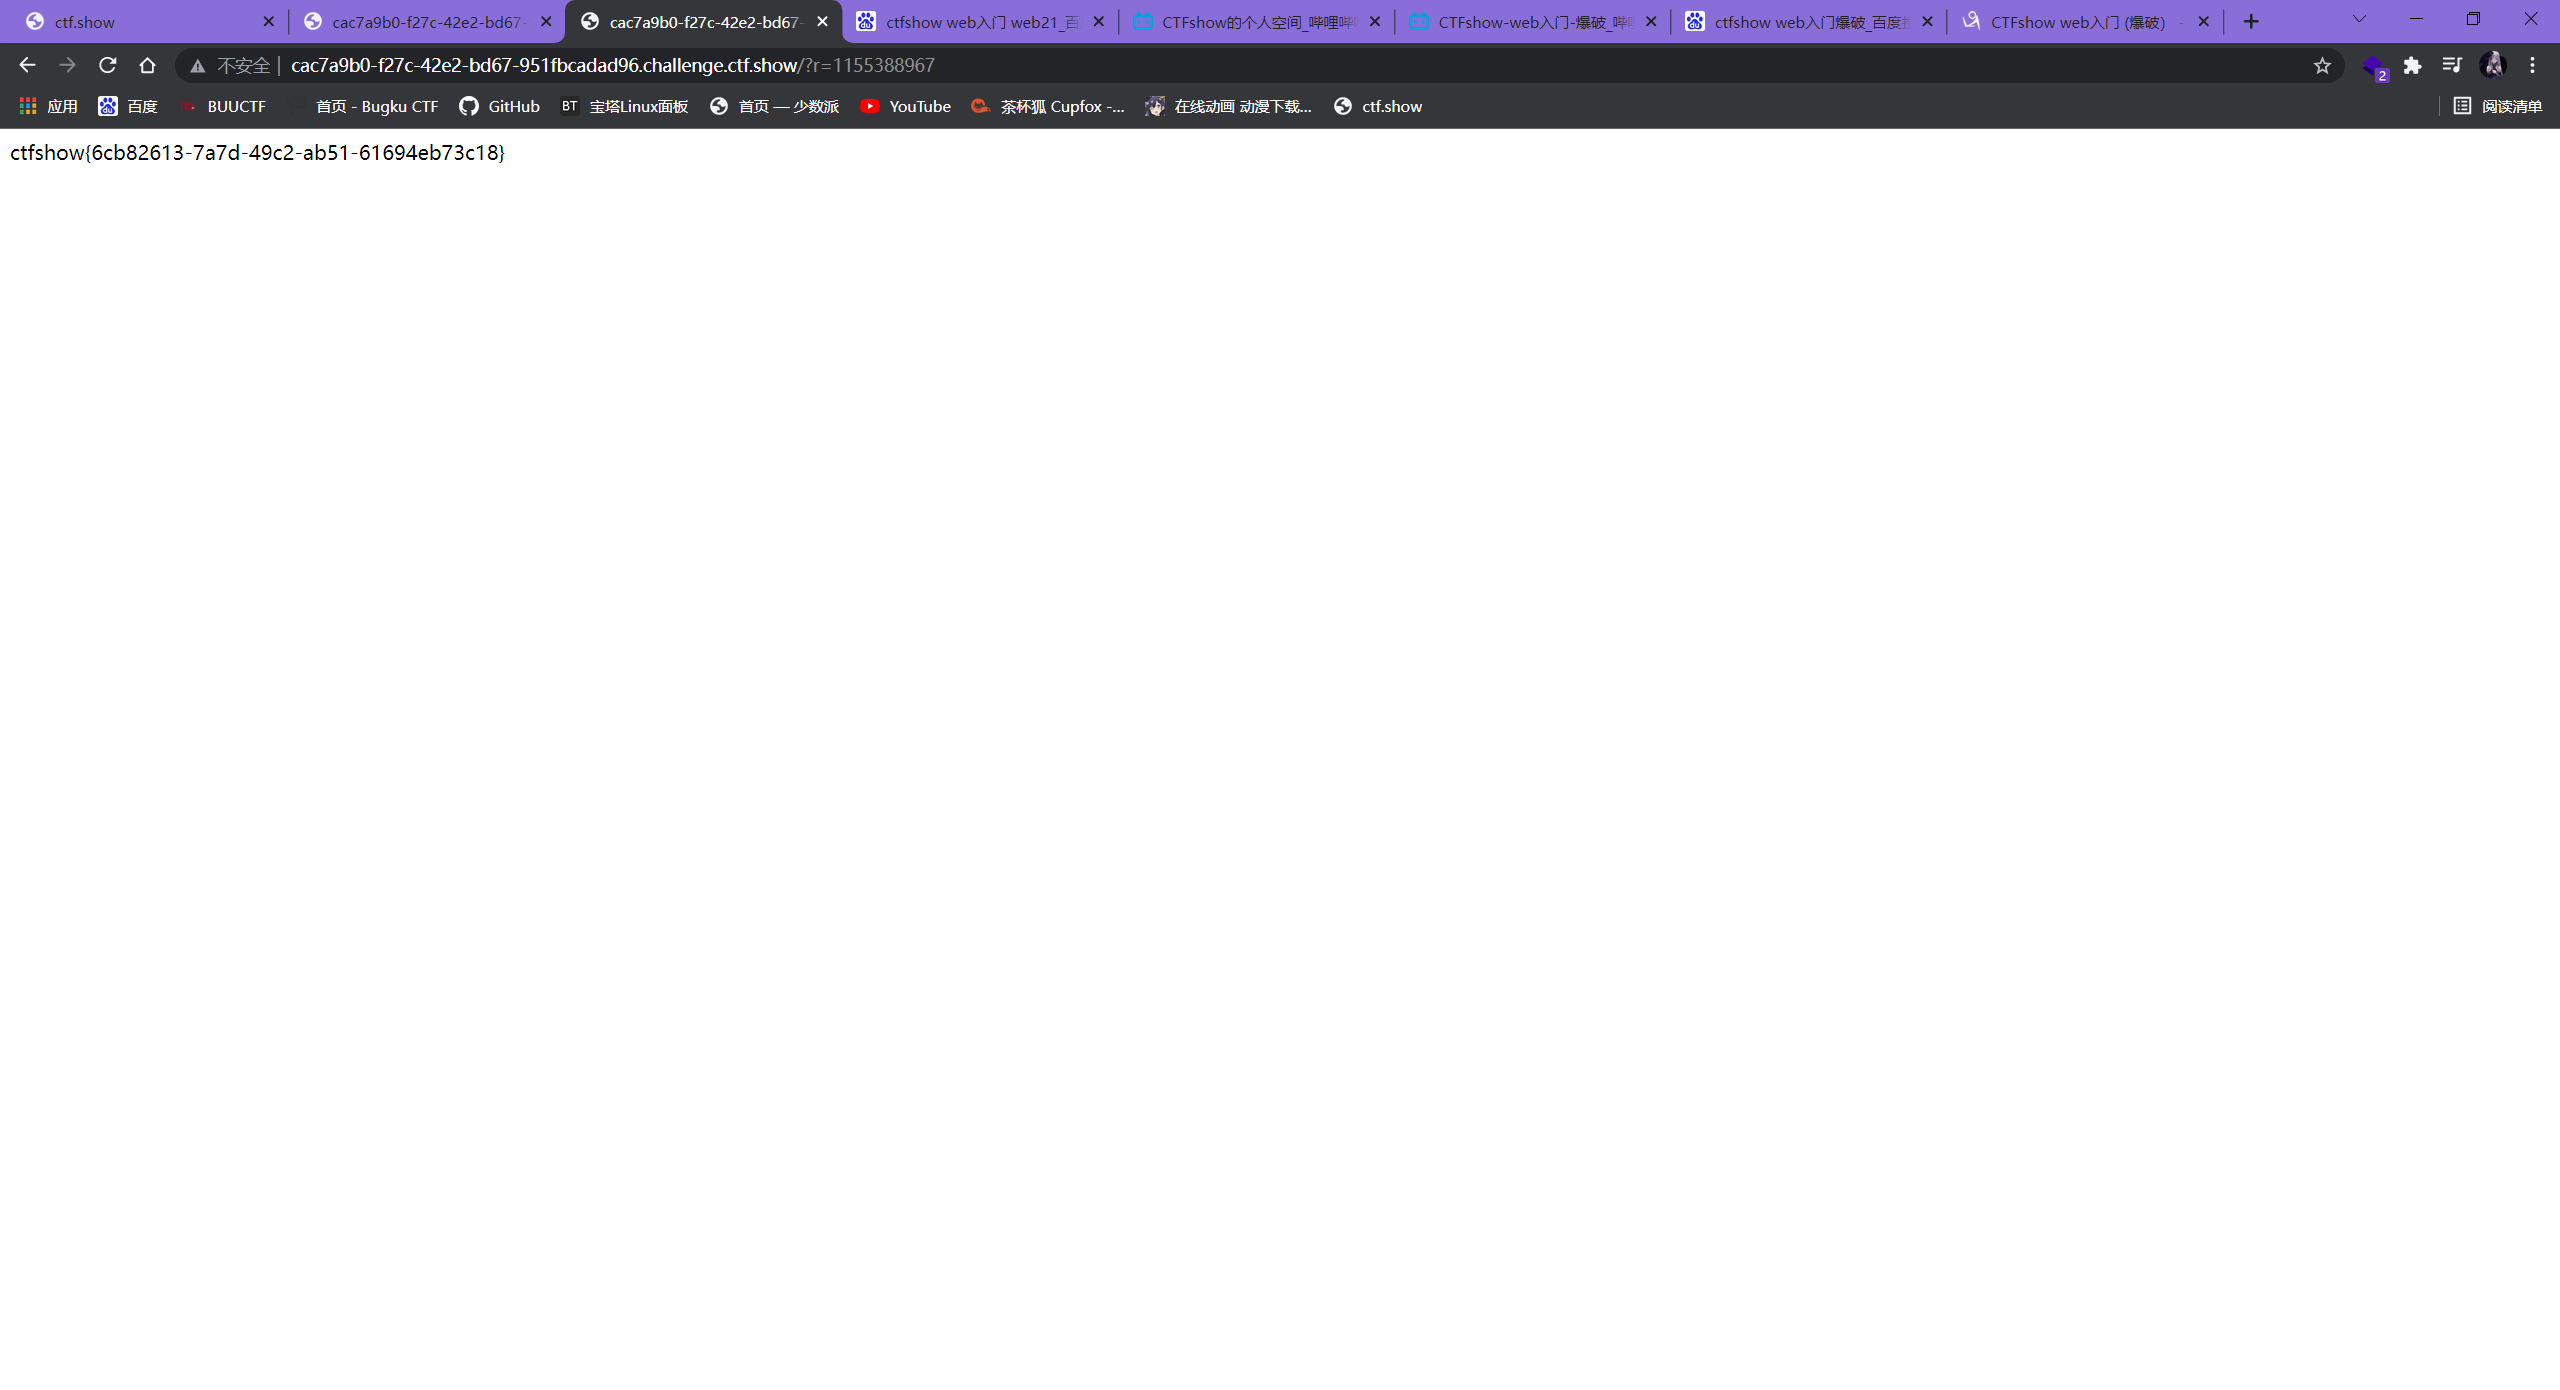 ctf.show
cac7a9b0-f27c-42e2-bd67-
cac7a9b0-f27c-42e2-bd67-
ctfshow web入门 web21_百
CTFshow的个人空间_哔哩哔
CTFshow-web入门-爆破_哔
ctfshow web入门爆破_百度
CTFshow web入门 (爆破) -
不安全 | cac7a9b0-f27c-42e2-bd67-951fbcadad96.challenge.ctf.show/?r=1155388967
2
应用
百度
BUUCTF
首页 - Bugku CTF
GitHub
BT 宝塔Linux面板
首页 — 少数派
YouTube
茶杯狐 Cupfox -...
在线动画 动漫下载...
ctf.show
阅读清单
ctfshow{6cb82613-7a7d-49c2-ab51-61694eb73c18}